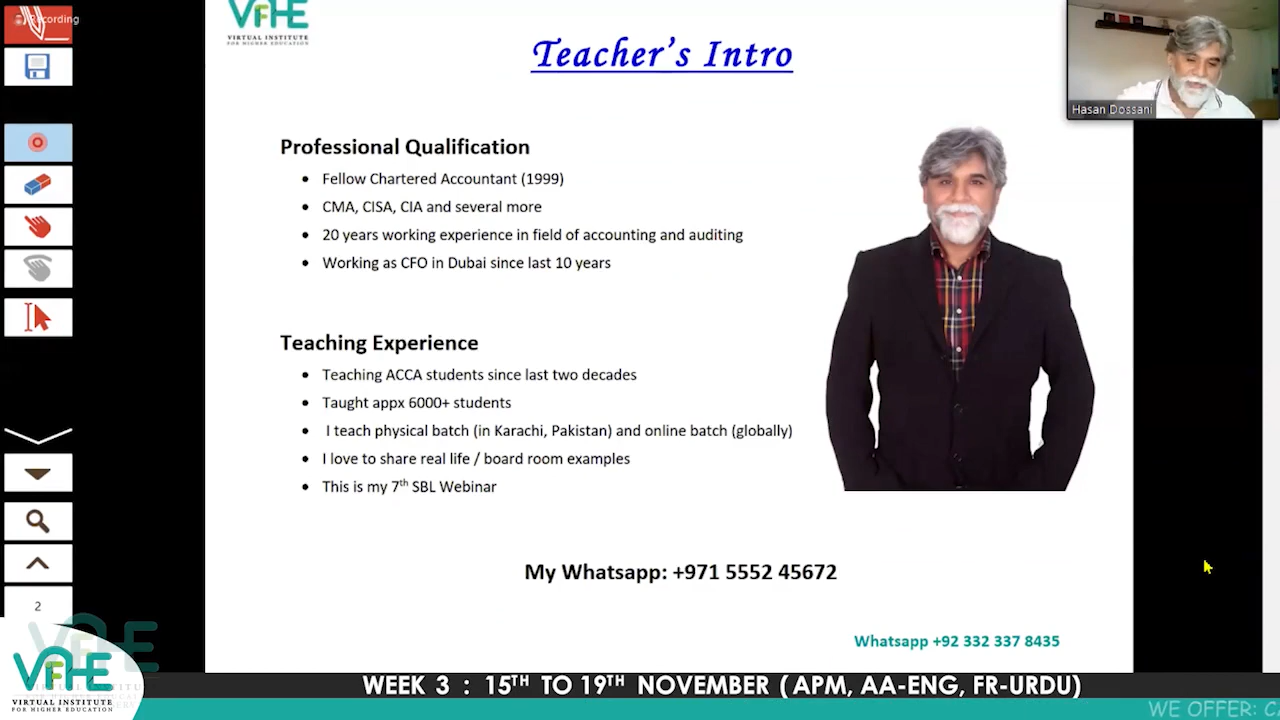 Recording
VFHE
VIRTUAL INSTITUTE
FOR HIGHER EDUCATION
Teacher's Intro
Hasan Dossani
Professional Qualification
• Fellow Chartered Accountant (1999)
• CMA, CISA, CIA and several more
• 20 years working experience in field of accounting and auditing
• Working as CFO in Dubai since last 10 years
Teaching Experience
• Teaching ACCA students since last two decades
• Taught appx 6000+ students
• I teach physical batch (in Karachi, Pakistan) and online batch (globally)
• I love to share real life / board room examples
• This is my 7th SBL Webinar
My Whatsapp: +971 5552 45672
2
Whatsapp +92 332 337 8435
VFHE
VIRTUAL INSTITUTE
FOR HIGHER EDUCATION
WEEK 3 : 15TH TO 19TH NOVEMBER (APM, AA-ENG, FR-URDU)
WE OFFER: